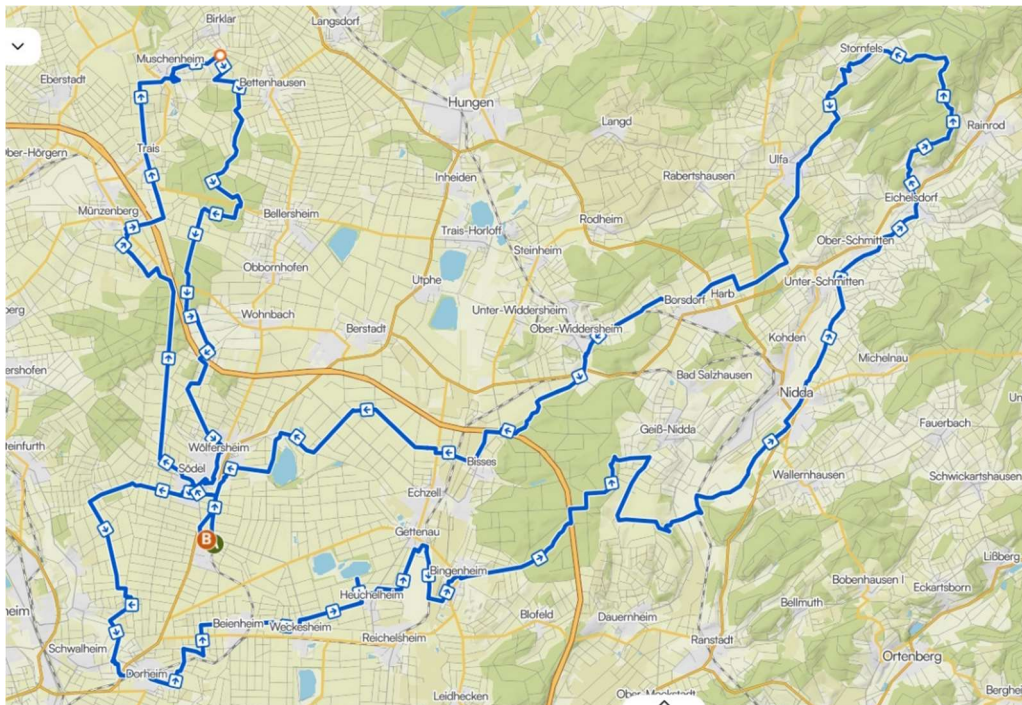 Birklar
Langsdorf
Stornfels
Muschenheim
Eberstadt
Bettenhausen
Hungen
Langd
Rainrod
Trais
Ober-Hörgern
Ulfa
Inheiden
Rabertshausen
Eichelsdorf
Münzenberg
Bellersheim
Rodheim
Trais-Horloff
Ober-Schmitten
Steinheim
Obbornhofen
Utphe
Unter-Schmitten
Harb
Borsdorf
Wohnbach
Unter-Widdersheim
Berstadt
Ober-Widdersheim
Kohden
Michelnau
Bad Salzhausen
Nidda
Geiß-Nidda
Fauerbach
Wölfersheim
Bisses
Södel
Wallernhausen
Schwickartshausen
Echzell
Gettenau
B
A
Lißberg
Bingenheim
Bobenhausen I
Eckartsborn
Heuchelheim
Bellmuth
Blofeld
Dauernheim
Beienheim
Weckesheim
Reichelsheim
Ranstadt
Schwalheim
Ortenberg
Dorheim
Leidhecken
Ober-Mockstadt